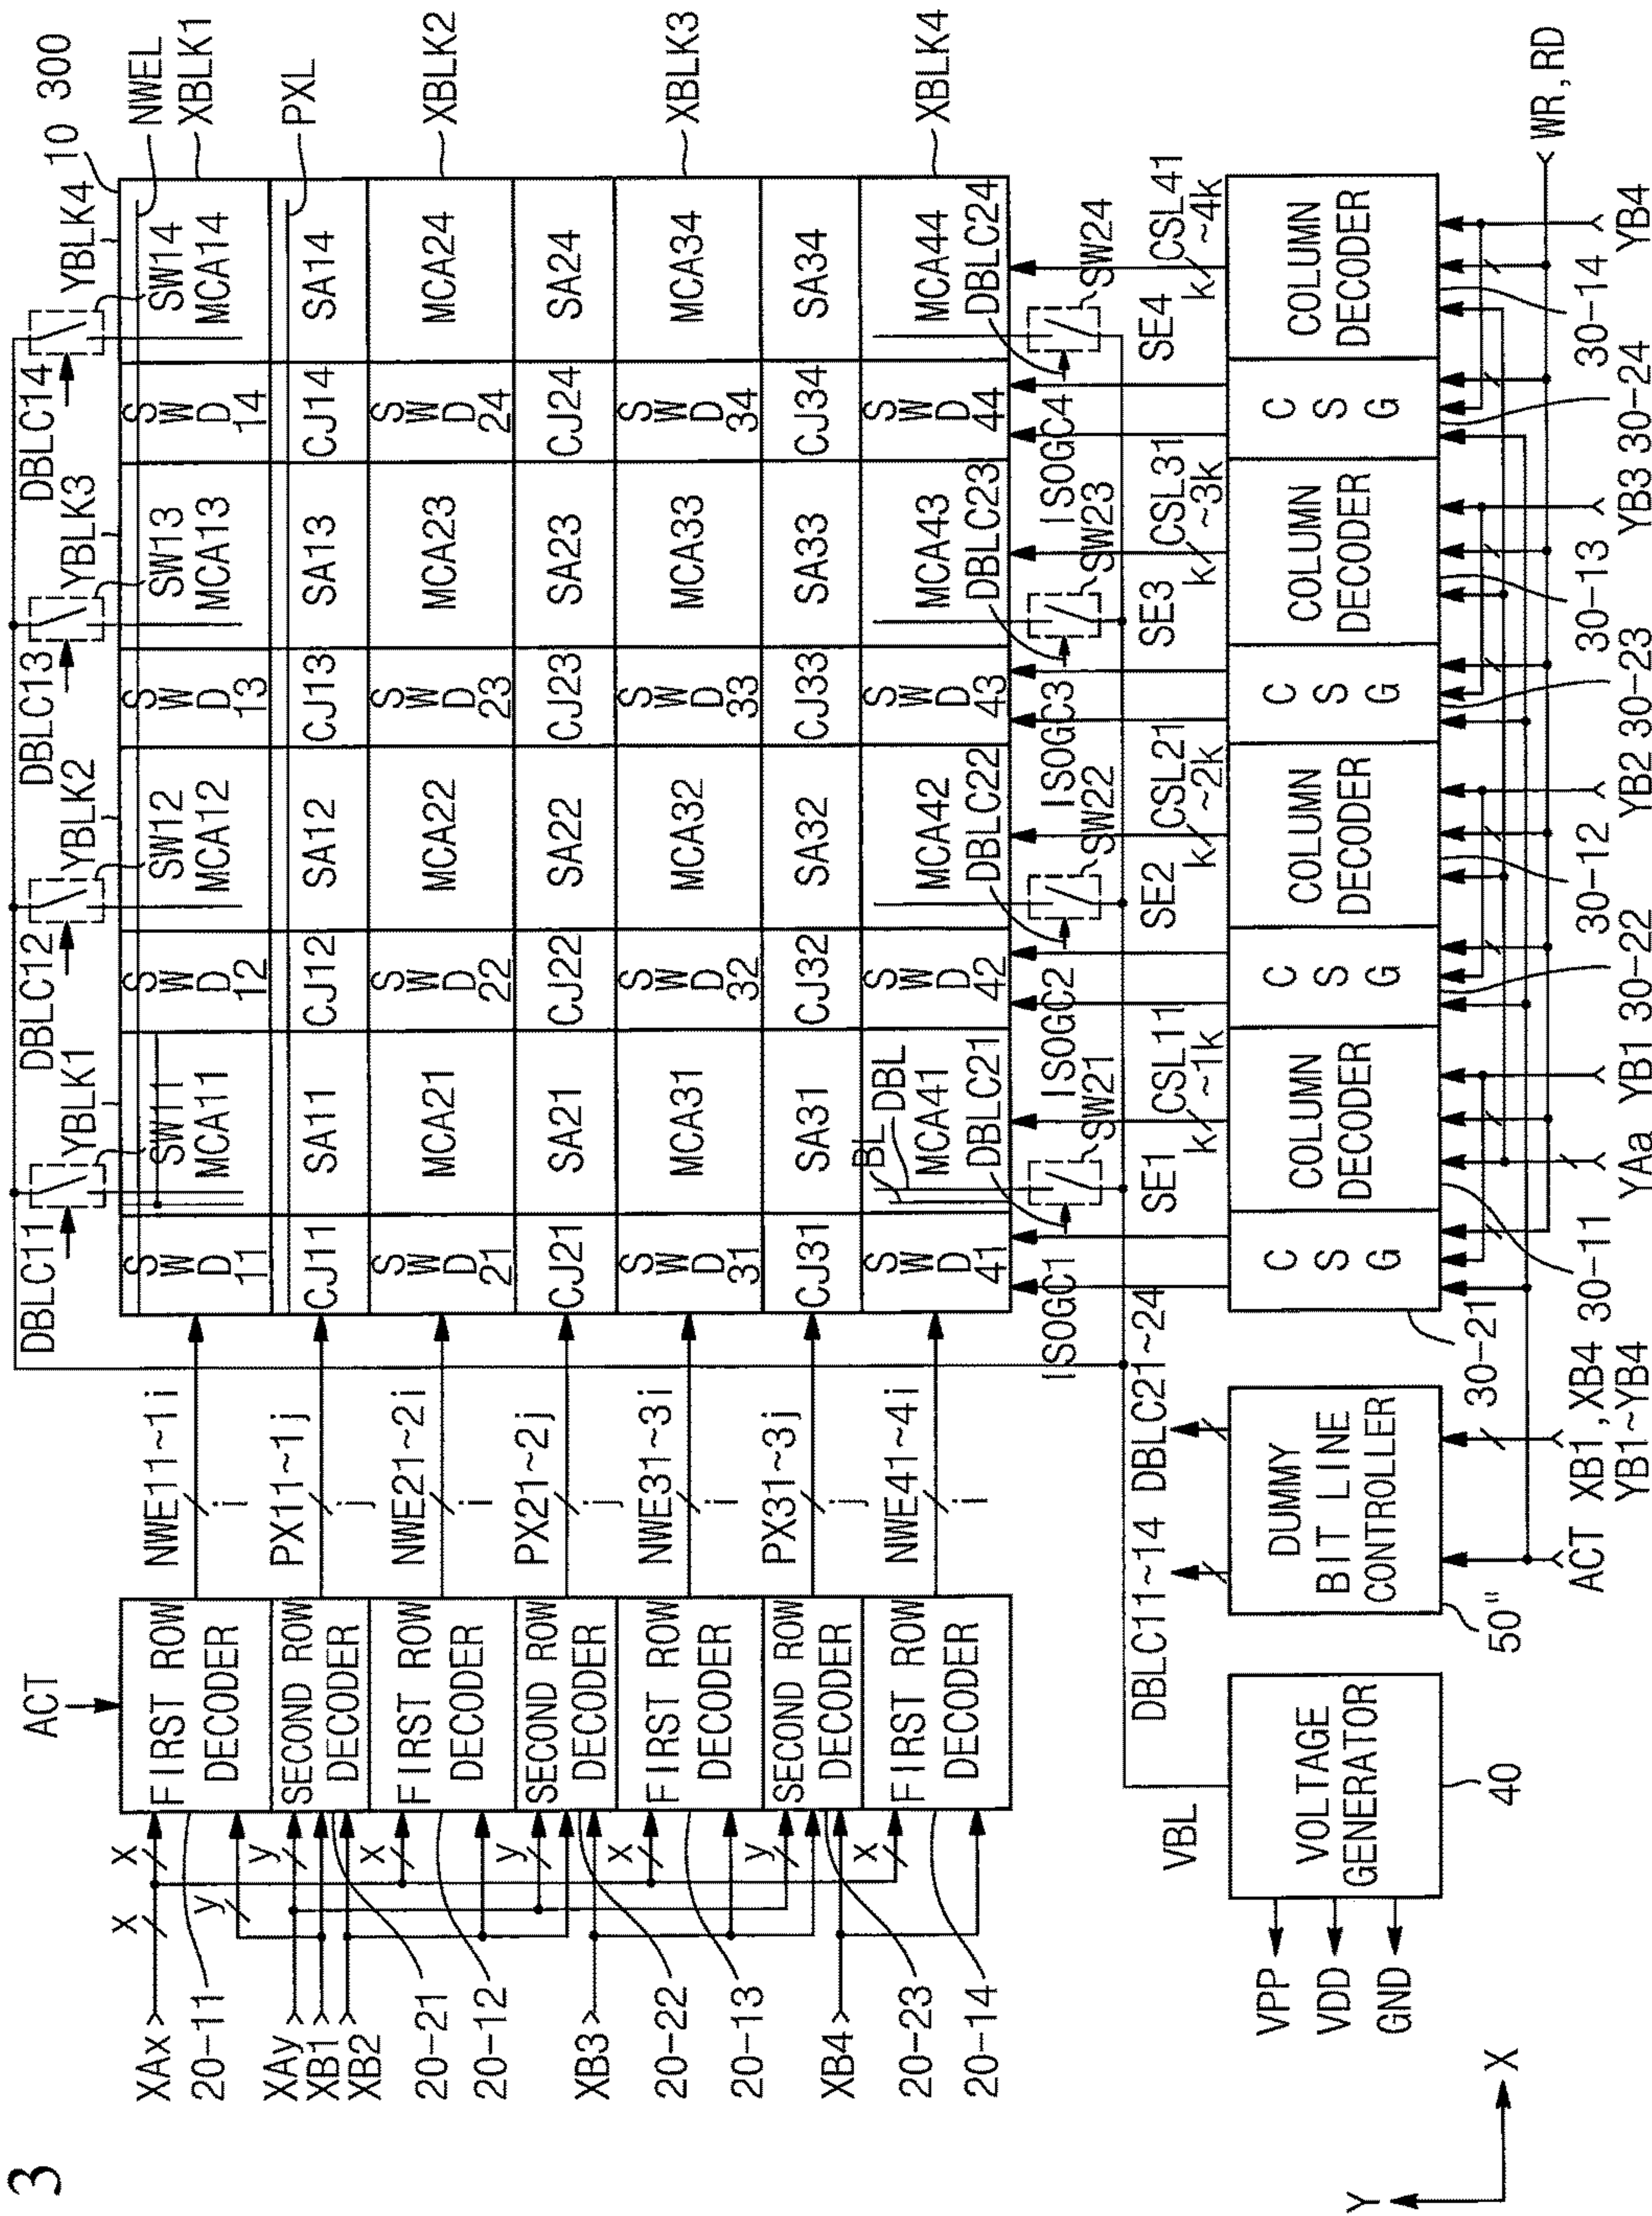 3
ACT
XAx
20-11
XAy
XB1
XB2
20-21
20-12
XB3
20-22
20-13
XB4
20-23
20-14
x
x
y
y
x
y
x
y
x
FIRST ROW
DECODER
SECOND ROW
DECODER
FIRST ROW
DECODER
SECOND ROW
DECODER
FIRST ROW
DECODER
SECOND ROW
DECODER
FIRST ROW
DECODER
NWE11~1i
i
PX11~1j
j
NWE21~2i
i
PX21~2j
j
NWE31~3i
i
PX31~3j
j
NWE41~4i
i
DBLC11 YBLK1 DBLC12 YBLK2 DBLC13 YBLK3 DBLC14 YBLK4 10 300
NWEL
XBLK1
PXL
XBLK2
XBLK3
XBLK4
SWD11 SW11 MCA11 SWD12 SW12 MCA12 SWD13 SW13 MCA13 SWD14 SW14 MCA14
CJ11 SA11 CJ12 SA12 CJ13 SA13 CJ14 SA14
SWD21 MCA21 SWD22 MCA22 SWD23 MCA23 SWD24 MCA24
CJ21 SA21 CJ22 SA22 CJ23 SA23 CJ24 SA24
SWD31 MCA31 SWD32 MCA32 SWD33 MCA33 SWD34 MCA34
CJ31 SA31 CJ32 SA32 CJ33 SA33 CJ34 SA34
BL DBL
SWD41 MCA41 SWD42 MCA42 SWD43 MCA43 SWD44 MCA44
DBLC21 DBLC22 DBLC23 DBLC24
ISOGC1 SW21 ISOGC2 SW22 ISOGC3 SW23 ISOGC4 SW24
SE1 CSL11~1k k SE2 CSL21~2k k SE3 CSL31~3k k SE4 CSL41~4k k
VBL
DBLC11~14 DBLC21~24
VPP
VDD
GND
VOLTAGE
GENERATOR
40
DUMMY
BIT LINE
CONTROLLER
50"
CSG COLUMN DECODER CSG COLUMN DECODER CSG COLUMN DECODER CSG COLUMN DECODER
WR,RD
30-21 30-11 30-22 30-12 30-23 30-13 30-24 30-14
ACT XB1,XB4 YAa YB1 YB2 YB3 YB4
YB1~YB4
Y
X